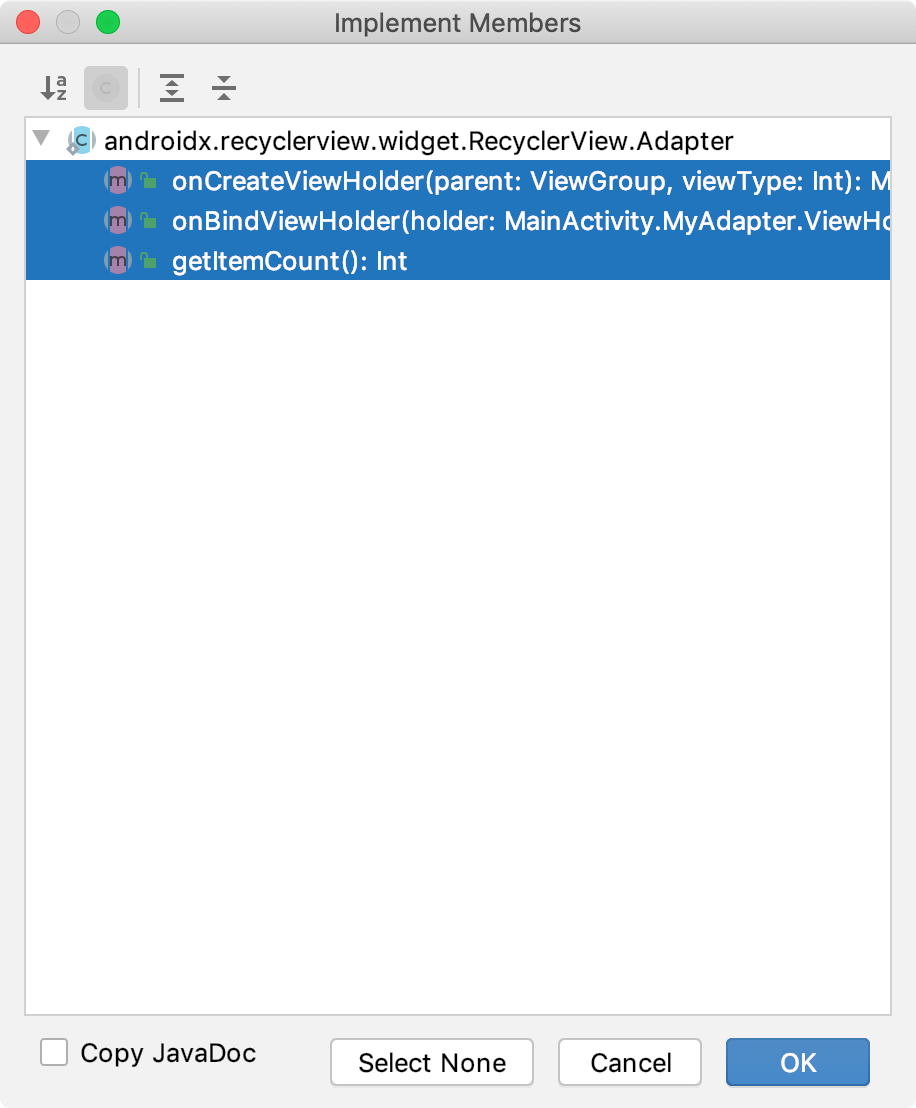 Implement Members
androidx.recyclerview.widget.RecyclerView.Adapter
onCreateViewHolder(parent: ViewGroup, viewType: Int): M
onBindViewHolder(holder: MainActivity.MyAdapter.ViewHo
getItemCount(): Int
Copy JavaDoc
Select None
Cancel
OK